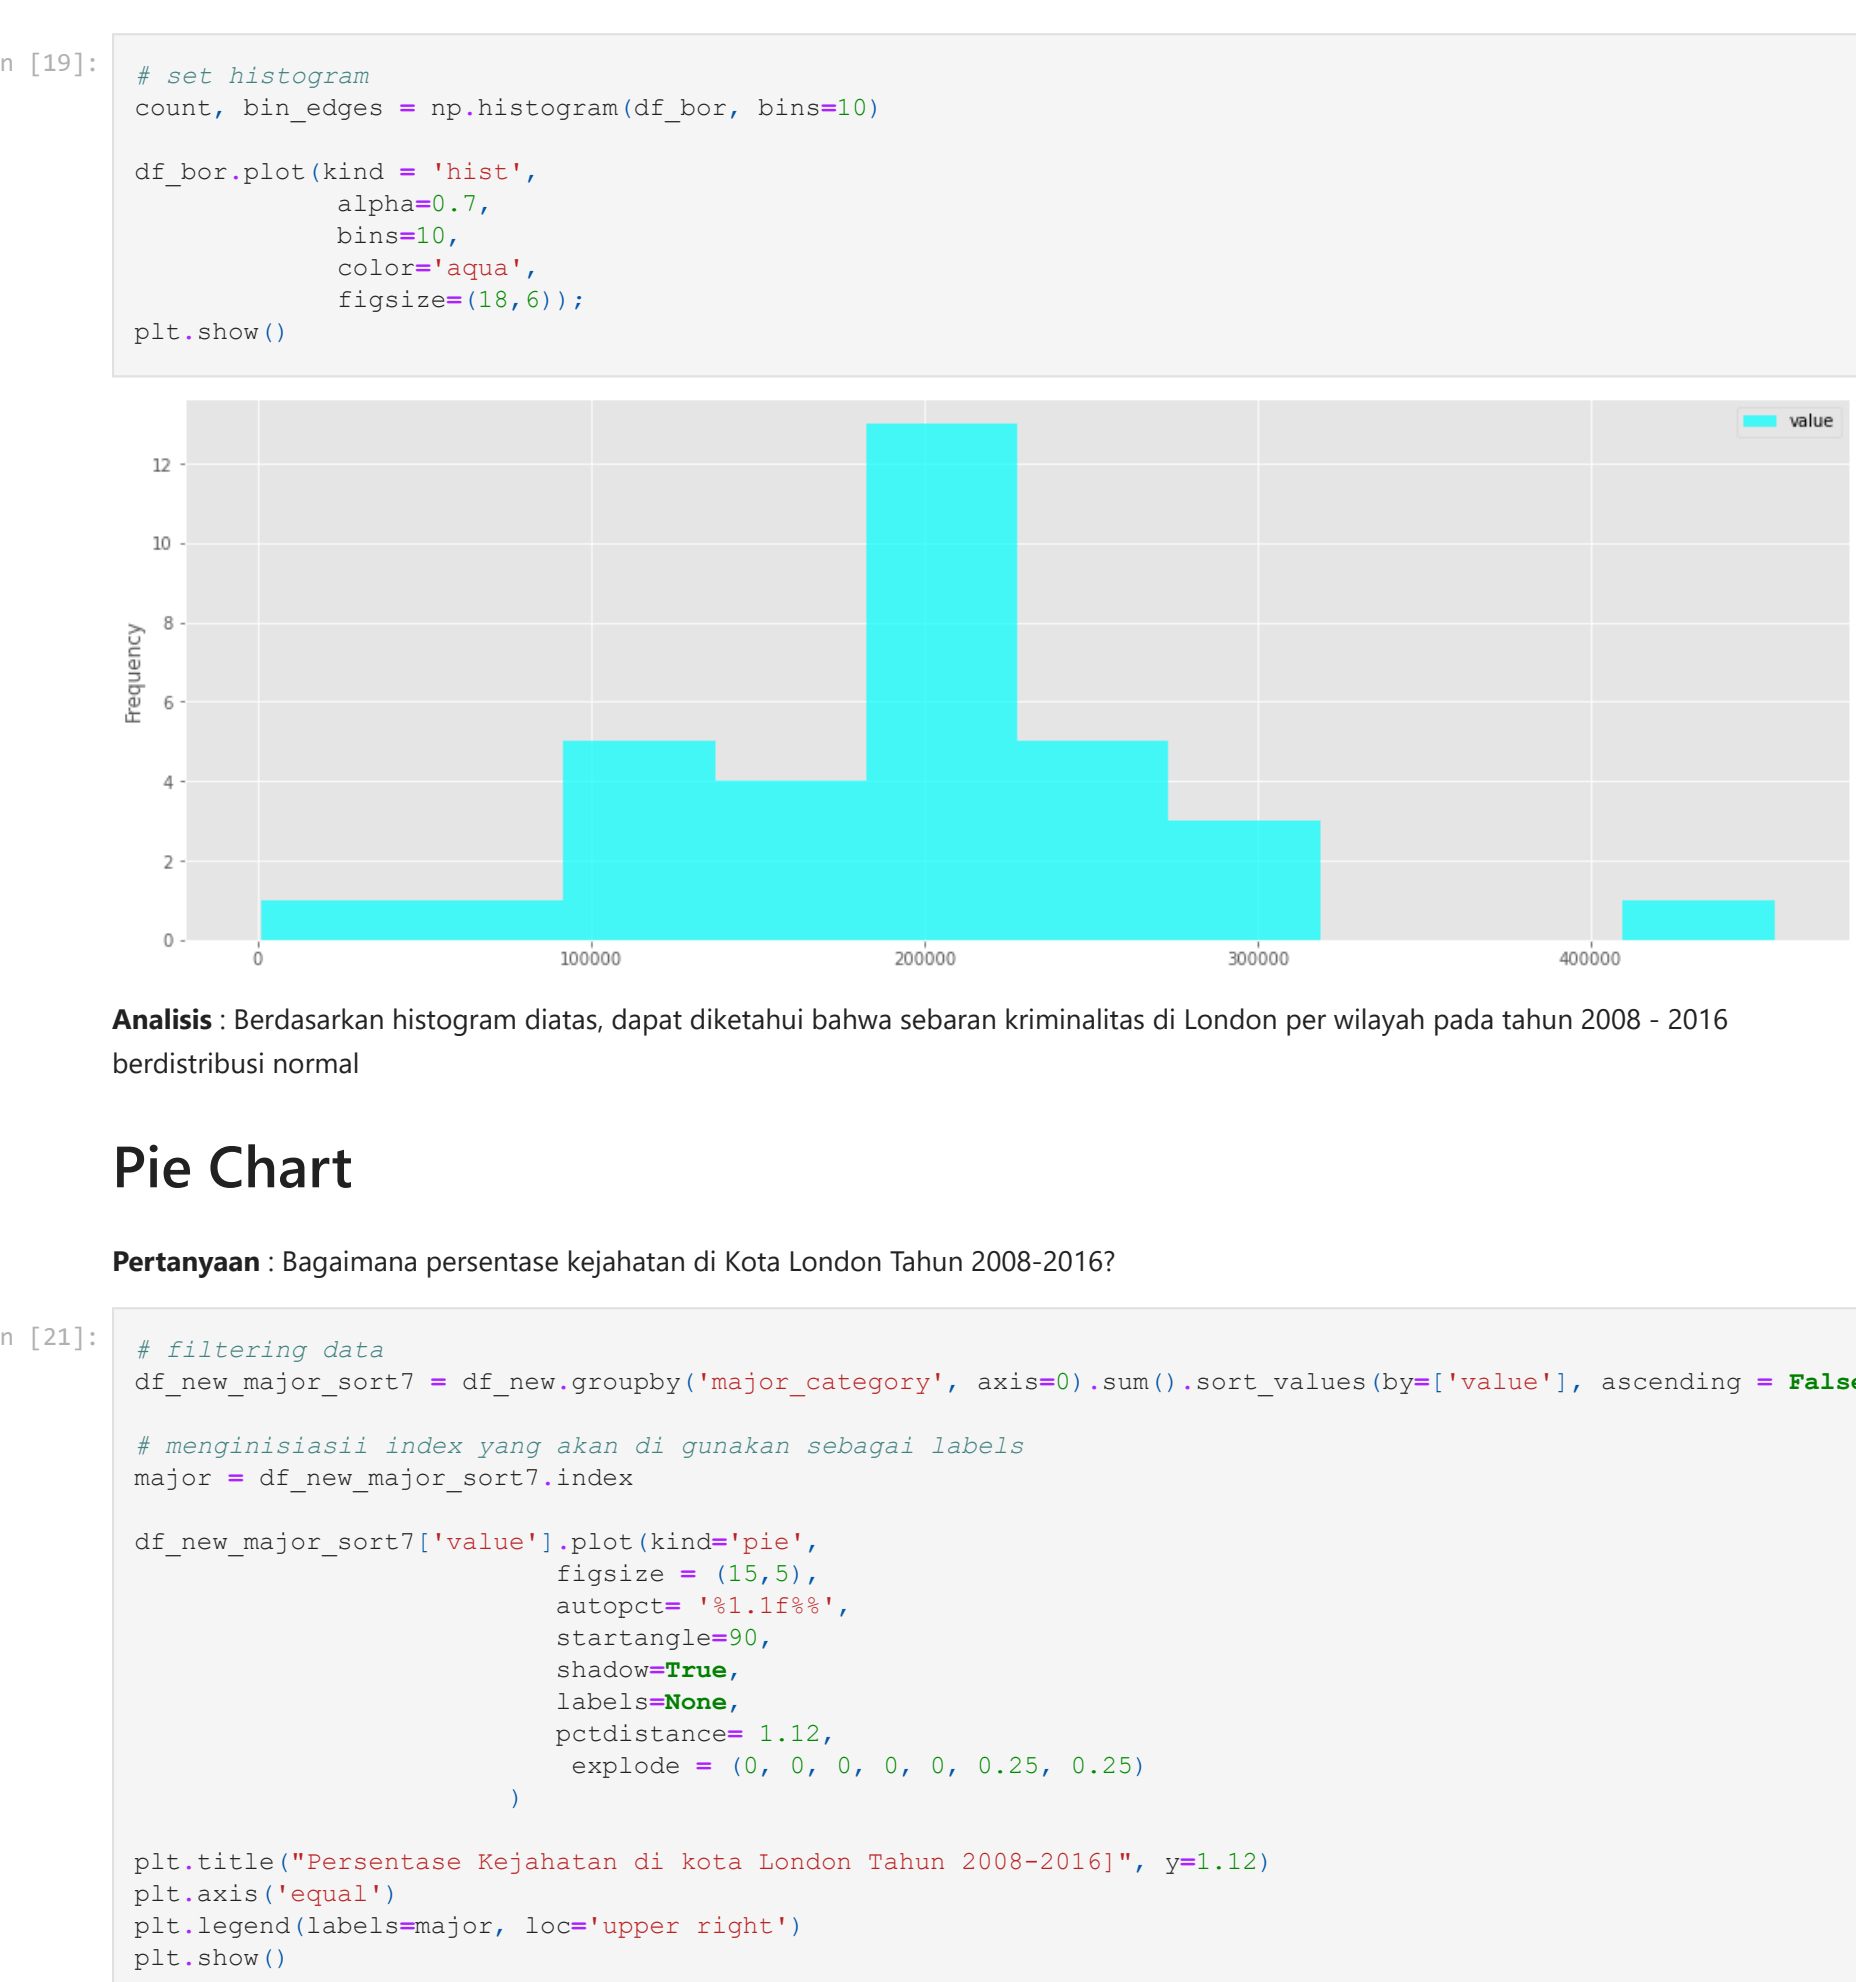 n [19]:
# set histogram
count, bin_edges = np.histogram(df_bor, bins=10)
df_bor.plot(kind = 'hist',
alpha=0.7,
bins=10,
color='aqua',
figsize=(18,6));
plt.show()
value
12
10
8
6
4
2
0
Frequency
0 100000 200000 300000 400000
Analisis : Berdasarkan histogram diatas, dapat diketahui bahwa sebaran kriminalitas di London per wilayah pada tahun 2008 - 2016
berdistribusi normal
Pie Chart
Pertanyaan : Bagaimana persentase kejahatan di Kota London Tahun 2008-2016?
n [21]:
# filtering data
df_new_major_sort7 = df_new.groupby('major_category', axis=0).sum().sort_values(by=['value'], ascending = False
# menginisiasii index yang akan di gunakan sebagai labels
major = df_new_major_sort7.index
df_new_major_sort7['value'].plot(kind='pie',
figsize = (15,5),
autopct= '%1.1f%%',
startangle=90,
shadow=True,
labels=None,
pctdistance= 1.12,
explode = (0, 0, 0, 0, 0, 0.25, 0.25)
)
plt.title("Persentase Kejahatan di kota London Tahun 2008-2016]", y=1.12)
plt.axis('equal')
plt.legend(labels=major, loc='upper right')
plt.show()